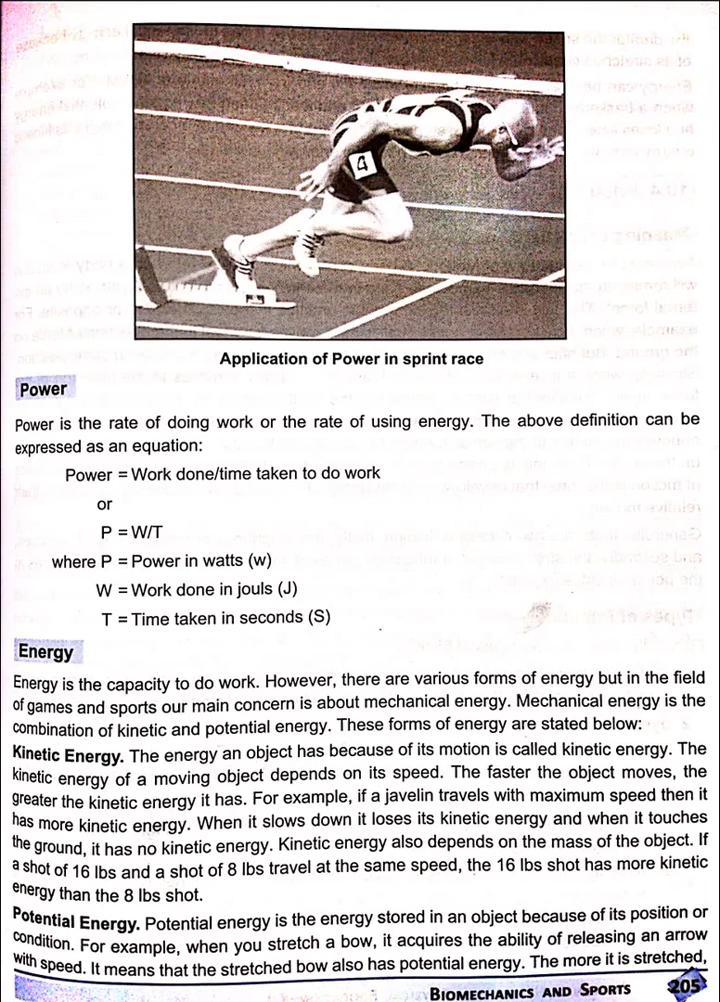 4
Application of Power in sprint race
Power
Power is the rate of doing work or the rate of using energy. The above definition can be
expressed as an equation:
Power = Work done/time taken to do work
or
P = W/T
where P = Power in watts (w)
W = Work done in jouls (J)
T = Time taken in seconds (S)
Energy
Energy is the capacity to do work. However, there are various forms of energy but in the field
of games and sports our main concern is about mechanical energy. Mechanical energy is the
combination of kinetic and potential energy. These forms of energy are stated below:
Kinetic Energy. The energy an object has because of its motion is called kinetic energy. The
kinetic energy of a moving object depends on its speed. The faster the object moves, the
greater the kinetic energy it has. For example, if a javelin travels with maximum speed then it
has more kinetic energy. When it slows down it loses its kinetic energy and when it touches
the ground, it has no kinetic energy. Kinetic energy also depends on the mass of the object. If
a shot of 16 lbs and a shot of 8 lbs travel at the same speed, the 16 lbs shot has more kinetic
energy than the 8 lbs shot.
Potential Energy. Potential energy is the energy stored in an object because of its position or
condition. For example, when you stretch a bow, it acquires the ability of releasing an arrow
with speed. It means that the stretched bow also has potential energy. The more it is stretched,
BIOMECHANICS AND SPORTS 205